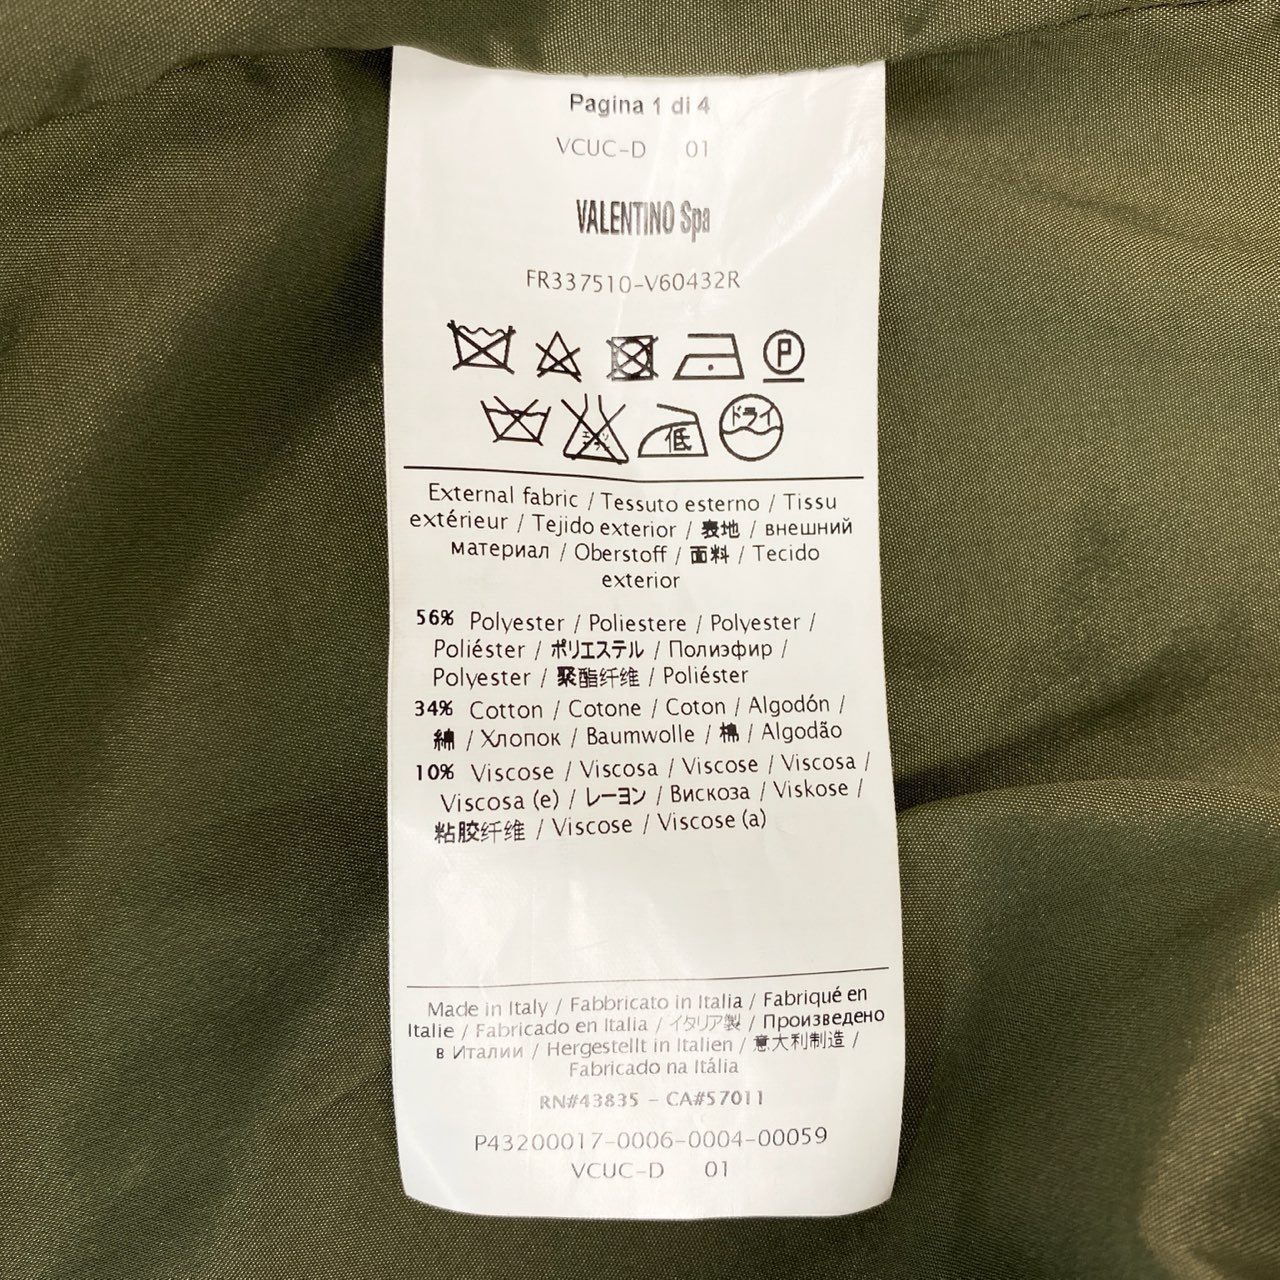 Pagina 1 di 4
VCUC-D 01
VALENTINO Spa
FR337510-V60432R
P
ドライ
低
External fabric / Tessuto esterno / Tissu
extérieur / Tejido exterior / 表地 / внешний
материал / Oberstoff / 面料 / Tecido
exterior
56% Polyester / Poliestere / Polyester /
Poliéster / ポリエステル / Полиэфир /
Polyester / 聚酯纤维 / Poliéster
34% Cotton / Cotone / Coton / Algodón /
綿 / Хлопок / Baumwolle / 棉 / Algodão
10% Viscose / Viscosa / Viscose / Viscosa /
Viscosa (e) / レーヨン / Вискоза / Viskose /
粘胶纤维 / Viscose / Viscose (a)
Made in Italy / Fabbricato in Italia / Fabriqué en
Italie / Fabricado en Italia / イタリア製 / Произведено
в Италии / Hergestellt in Italien / 意大利制造 /
Fabricado na Itália
RN#43835 - CA#57011
P43200017-0006-0004-00059
VCUC-D 01